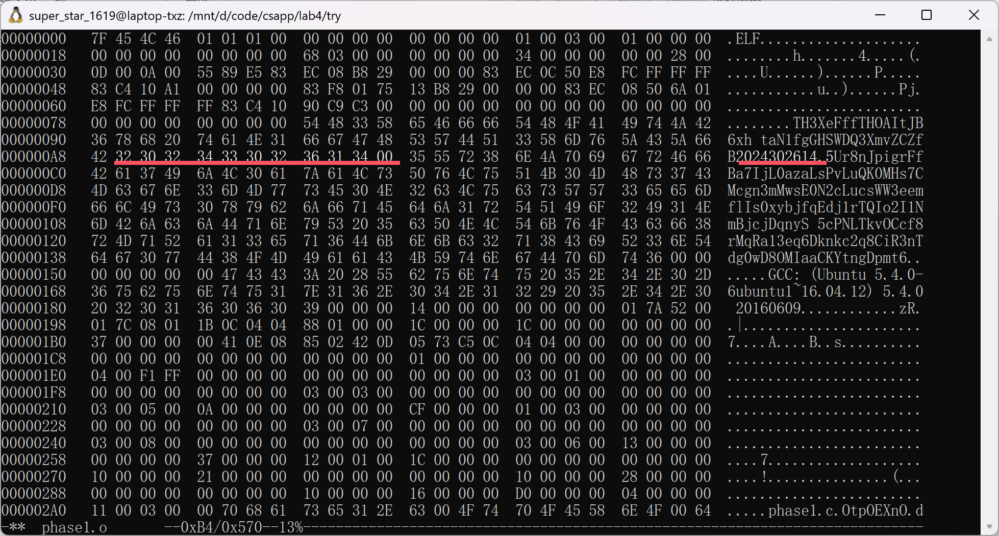 super_star_1619@laptop-txz: /mnt/d/code/csapp/lab4/try
00000000   7F 45 4C 46  01 01 01 00  00 00 00 00  00 00 00 00  01 00 03 00  01 00 00 00  .ELF....................
00000018   00 00 00 00  00 00 00 00  68 03 00 00  00 00 00 00  34 00 00 00  00 00 28 00  ........h.......4.....(.
00000030   0D 00 0A 00  55 89 E5 83  EC 08 B8 29  00 00 00 83  EC 0C 50 E8  FC FF FF FF  ....U......)......P.....
00000048   83 C4 10 A1  00 00 00 00  83 F8 01 75  13 B8 29 00  00 00 83 EC  08 50 6A 01  ...........u..)......Pj.
00000060   E8 FC FF FF  FF 83 C4 10  90 C9 C3 00  00 00 00 00  00 00 00 00  00 00 00 00  ........................
00000078   00 00 00 00  00 00 00 00  54 48 33 58  65 46 66 66  54 48 4F 41  49 74 4A 42  ........TH3XeFffTHOAItJB
00000090   36 78 68 20  74 61 4E 31  66 67 47 48  53 57 44 51  33 58 6D 76  5A 43 5A 66  6xh taN1fgGHSWDQ3XmvZCZf
000000A8   42 32 30 32  34 33 30 32  36 31 34 00  35 55 72 38  6E 4A 70 69  67 72 46 66  B2024302614.5Ur8nJpigrFf
000000C0   42 61 37 49  6A 4C 30 61  7A 61 4C 73  50 76 4C 75  51 4B 30 4D  48 73 37 43  Ba7IjL0azaLsPvLuQK0MHs7C
000000D8   4D 63 67 6E  33 6D 4D 77  73 45 30 4E  32 63 4C 75  63 73 57 57  33 65 65 6D  Mcgn3mMwsE0N2cLucsWW3eem
000000F0   66 6C 49 73  30 78 79 62  6A 66 71 45  64 6A 31 72  54 51 49 6F  32 49 31 4E  flIs0xybjfqEdj1rTQIo2I1N
00000108   6D 42 6A 63  6A 44 71 6E  79 53 20 35  63 50 4E 4C  54 6B 76 4F  43 63 66 38  mBjcjDqnyS 5cPNLTkvOCcf8
00000120   72 4D 71 52  61 31 33 65  71 36 44 6B  6E 6B 63 32  71 38 43 69  52 33 6E 54  rMqRa13eq6Dknkc2q8CiR3nT
00000138   64 67 30 77  44 38 4F 4D  49 61 61 43  4B 59 74 6E  67 44 70 6D  74 36 00 00  dg0wD8OMIaaCKYtngDpmt6..
00000150   00 00 00 00  00 47 43 43  3A 20 28 55  62 75 6E 74  75 20 35 2E  34 2E 30 2D  .....GCC: (Ubuntu 5.4.0-
00000168   36 75 62 75  6E 74 75 31  7E 31 36 2E  30 34 2E 31  32 29 20 35  2E 34 2E 30  6ubuntu1~16.04.12) 5.4.0
00000180   20 32 30 31  36 30 36 30  39 00 00 00  14 00 00 00  00 00 00 00  01 7A 52 00   20160609............zR.
00000198   01 7C 08 01  1B 0C 04 04  88 01 00 00  1C 00 00 00  1C 00 00 00  00 00 00 00  .|......................
000001B0   37 00 00 00  00 41 0E 08  85 02 42 0D  05 73 C5 0C  04 04 00 00  00 00 00 00  7....A....B..s..........
000001C8   00 00 00 00  00 00 00 00  00 00 00 00  01 00 00 00  00 00 00 00  00 00 00 00  ........................
000001E0   04 00 F1 FF  00 00 00 00  00 00 00 00  00 00 00 00  03 00 01 00  00 00 00 00  ........................
000001F8   00 00 00 00  00 00 00 00  03 00 03 00  00 00 00 00  00 00 00 00  00 00 00 00  ........................
00000210   03 00 05 00  0A 00 00 00  00 00 00 00  CF 00 00 00  01 00 03 00  00 00 00 00  ........................
00000228   00 00 00 00  00 00 00 00  03 00 07 00  00 00 00 00  00 00 00 00  00 00 00 00  ........................
00000240   03 00 08 00  00 00 00 00  00 00 00 00  00 00 00 00  03 00 06 00  13 00 00 00  ........................
00000258   00 00 00 00  37 00 00 00  12 00 01 00  1C 00 00 00  00 00 00 00  00 00 00 00  ....7...................
00000270   10 00 00 00  21 00 00 00  00 00 00 00  00 00 00 00  10 00 00 00  28 00 00 00  ....!...............(...
00000288   00 00 00 00  00 00 00 00  10 00 00 00  16 00 00 00  D0 00 00 00  04 00 00 00  ........................
000002A0   11 00 03 00  00 70 68 61  73 65 31 2E  63 00 4F 74  70 4F 45 58  6E 4F 00 64  .....phase1.c.OtpOEXnO.d
-**  phase1.o       --0xB4/0x570--13%----------------------------------------------------------------------------